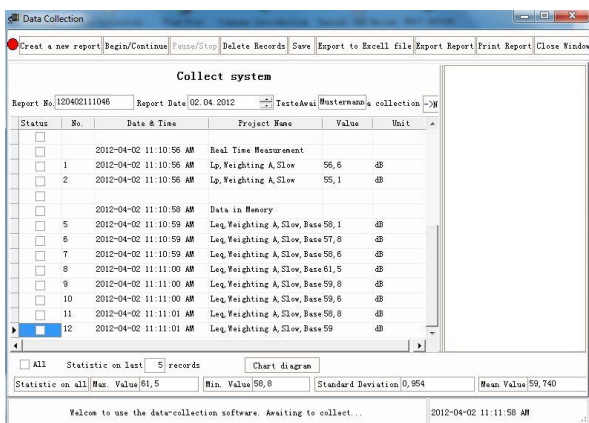 Data Collection
Creat a new report Begin/Continue Pause/Stop Delete Records Save Export to Excell file Export Report Print Report Close Window
Collect system
Report No. 120402111046 Report Date 02.04.2012 TesteAwai Mustermann a collection ->N
Status No. Date & Time Project Name Value Unit
2012-04-02 11:10:56 AM Real Time Measurement
1 2012-04-02 11:10:56 AM Lp,Weighting A,Slow 56,6 dB
2 2012-04-02 11:10:56 AM Lp,Weighting A,Slow 55,1 dB
2012-04-02 11:10:58 AM Data in Memory
5 2012-04-02 11:10:59 AM Leq,Weighting A,Slow,Base 58,1 dB
6 2012-04-02 11:10:59 AM Leq,Weighting A,Slow,Base 57,8 dB
7 2012-04-02 11:10:59 AM Leq,Weighting A,Slow,Base 58,6 dB
8 2012-04-02 11:11:00 AM Leq,Weighting A,Slow,Base 61,5 dB
9 2012-04-02 11:11:00 AM Leq,Weighting A,Slow,Base 59,8 dB
10 2012-04-02 11:11:00 AM Leq,Weighting A,Slow,Base 59,6 dB
11 2012-04-02 11:11:01 AM Leq,Weighting A,Slow,Base 58,8 dB
12 2012-04-02 11:11:01 AM Leq,Weighting A,Slow,Base 59 dB
All Statistic on last 5 records Chart diagram
Statistic on all Max. Value 61,5 Min. Value 58,8 Standard Deviation 0,954 Mean Value 59,740
Welcom to use the data-collection software. Awaiting to collect... 2012-04-02 11:11:58 AM